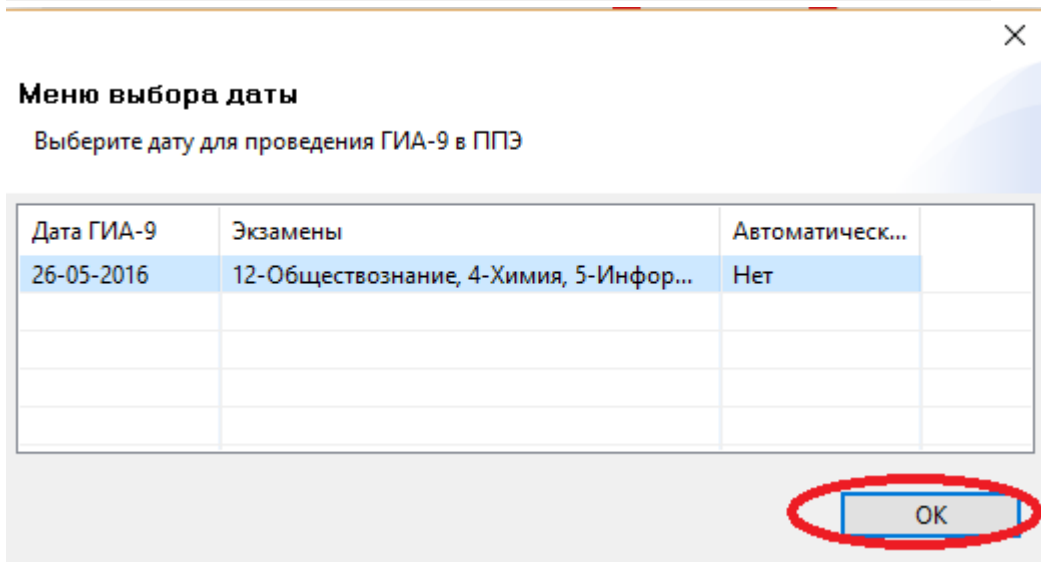 Меню выбора даты
Выберите дату для проведения ГИА-9 в ППЭ
Дата ГИА-9 Экзамены Автоматическ...
26-05-2016 12-Обществознание, 4-Химия, 5-Инфор... Нет
OK